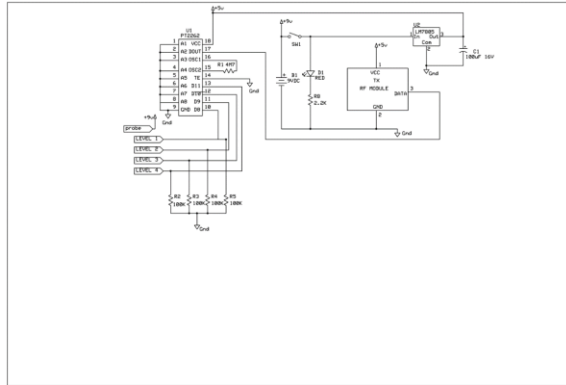 +5v
U1
PT2262
1 A1 VCC 18
2 A2 DOUT 17
3 A3 OSC1 16
4 A4 OSC2 15
5 A5 TE 14
6 A6 D11 13
7 A7 D10 12
8 A8 D9 11
9 GND D8 10
R1 4M7
Gnd
+9v
Gnd
probe
LEVEL 1
LEVEL 2
LEVEL 3
LEVEL 4
R2 100K
R3 100K
R4 100K
R5 100K
Gnd
+9v
SW1
B1
9VDC
D1
RED
R6
2.2K
+5v
1
VCC
TX
RF MODULE
DATA 3
GND
2
Gnd
U2
LM7805
1 In Out 3
Com
2
Gnd
C1
100uF 16V